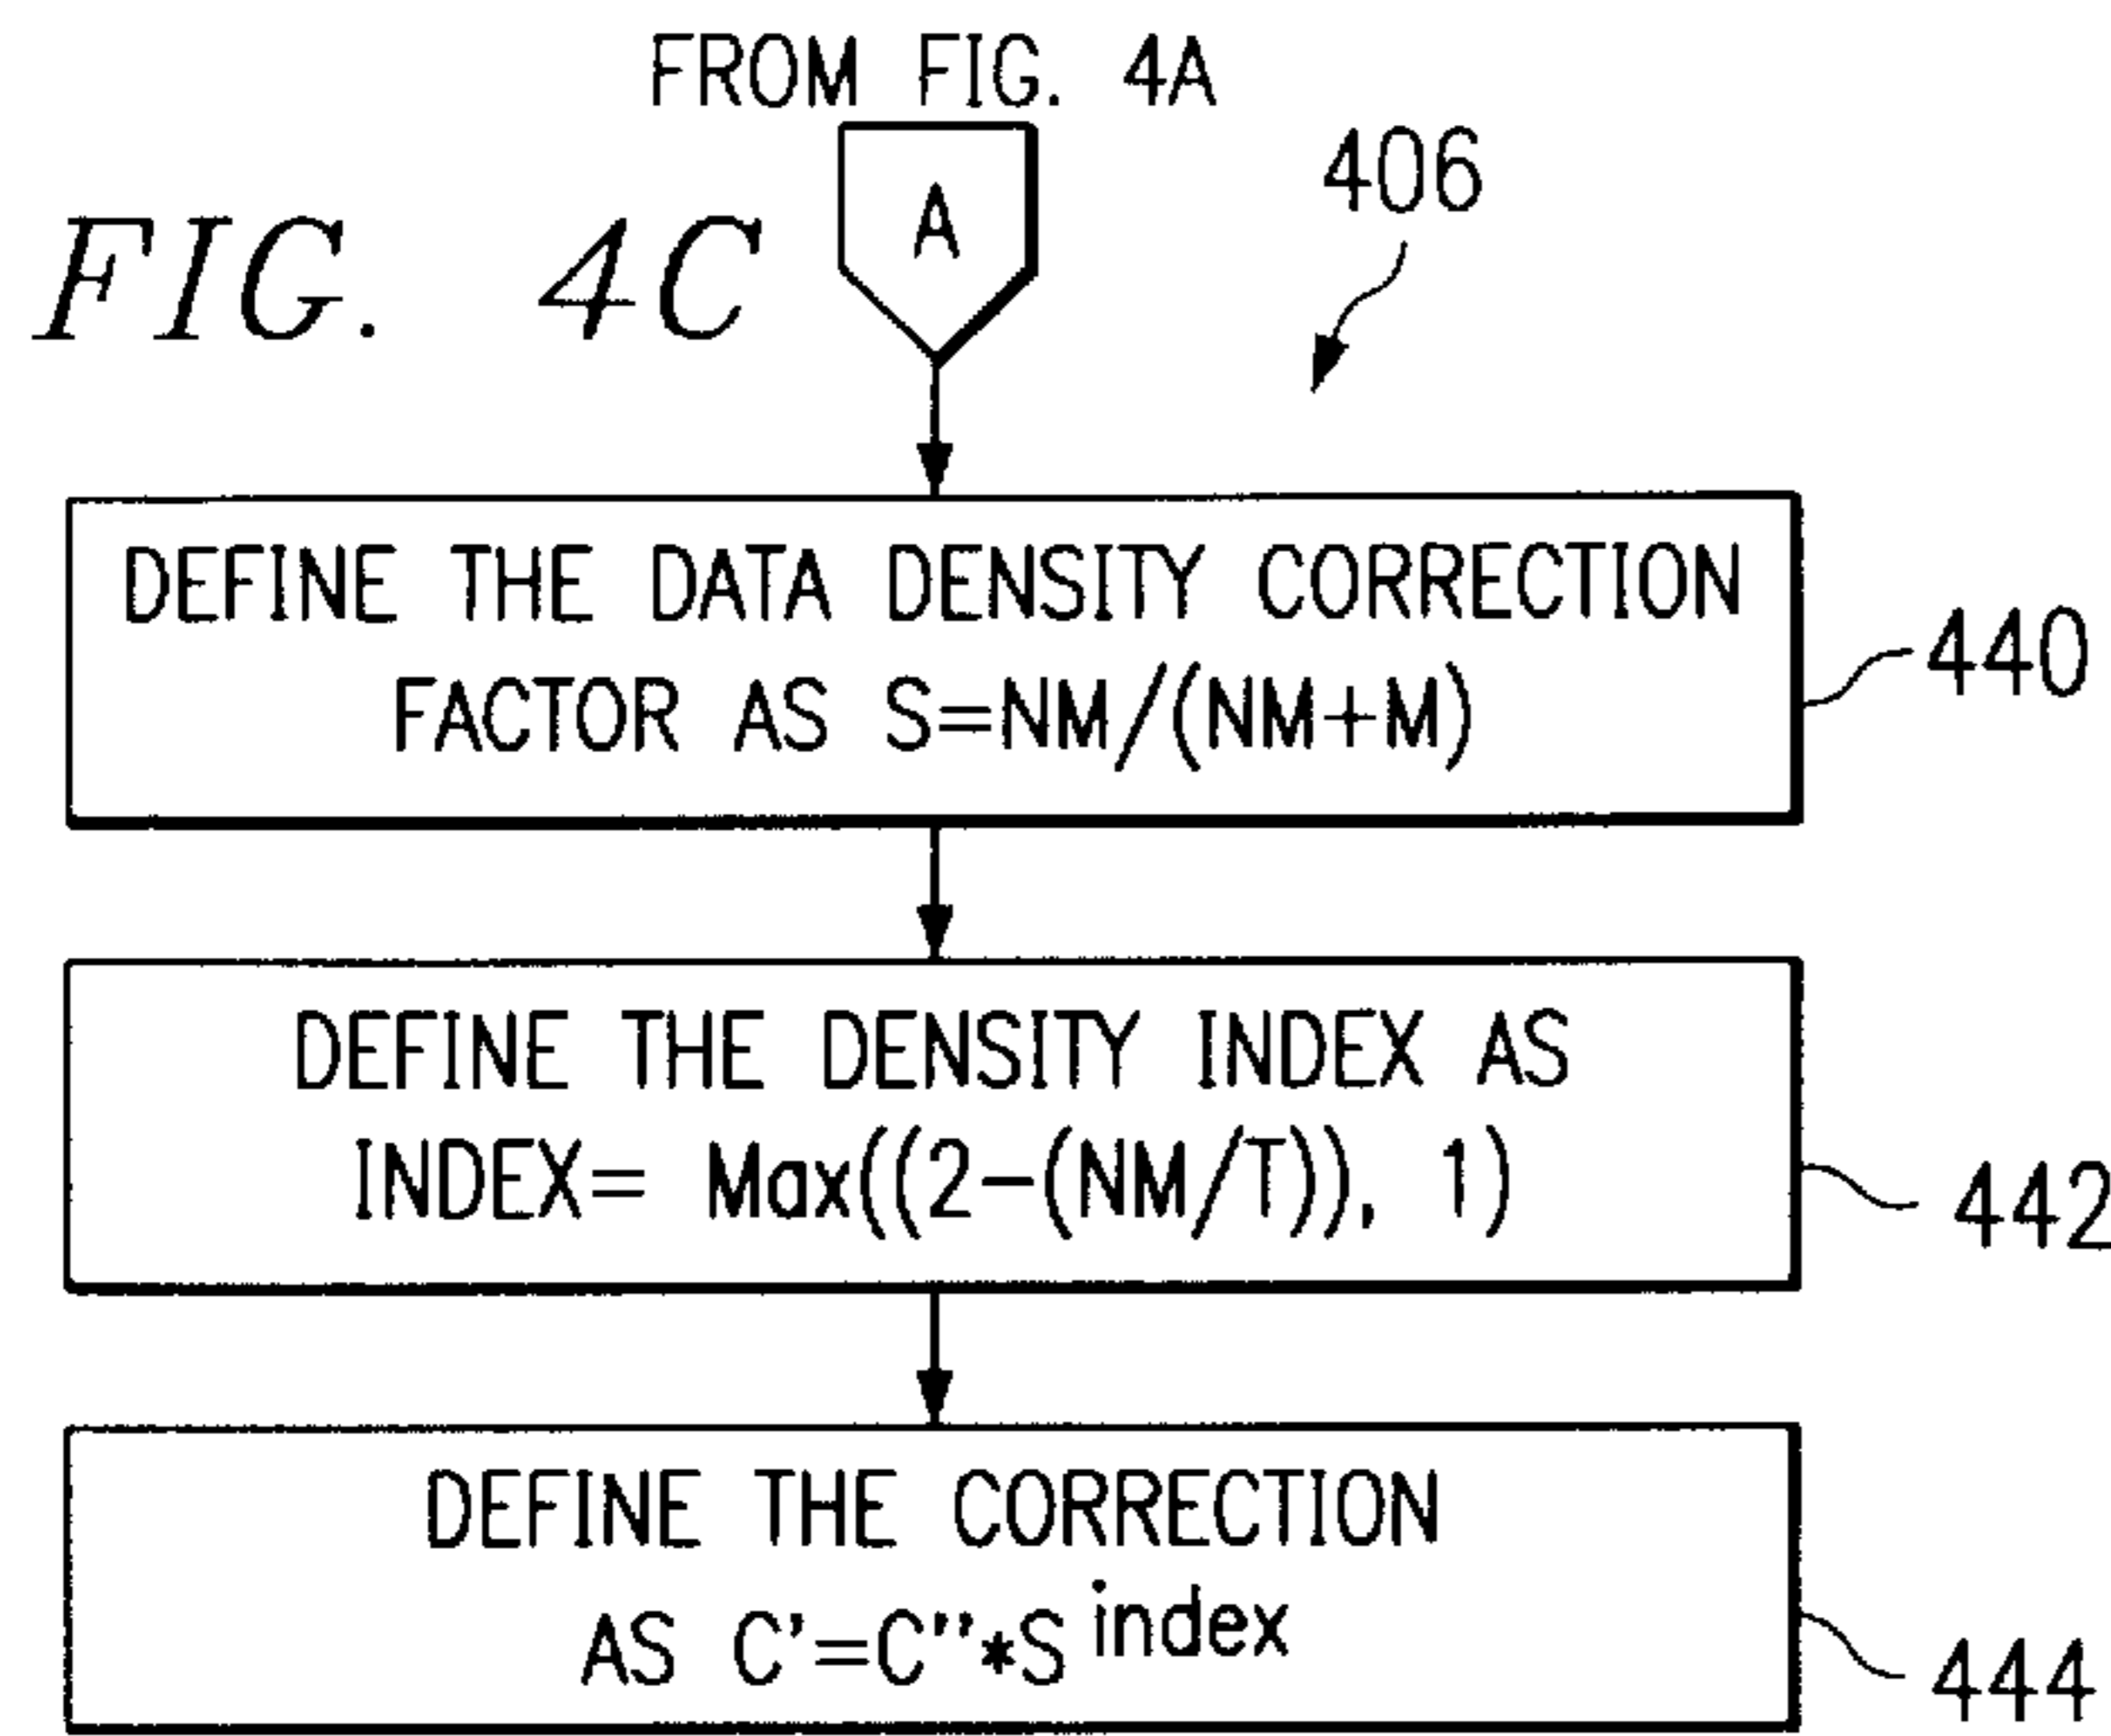 FROM FIG. 4A
FIG. 4C
A
406
DEFINE THE DATA DENSITY CORRECTION
FACTOR AS S=NM/(NM+M)
440
DEFINE THE DENSITY INDEX AS
INDEX= Max((2-(NM/T)), 1)
442
DEFINE THE CORRECTION
AS C'=C"*S index
444